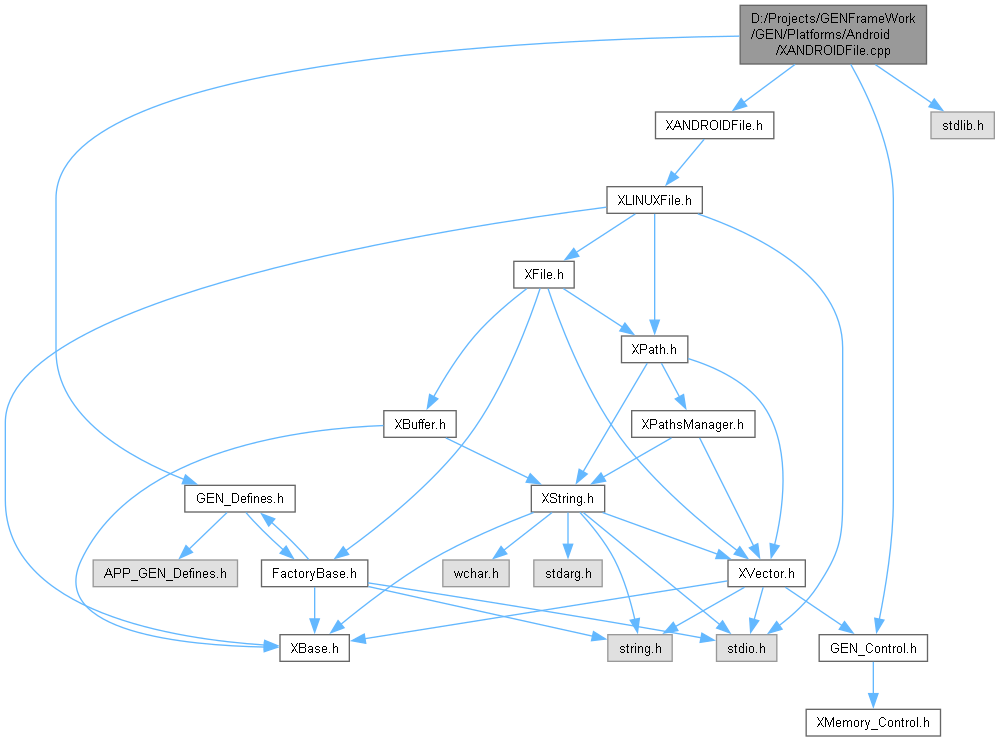 D:/Projects/GENFrameWork
/GEN/Platforms/Android
/XANDROIDFile.cpp
XANDROIDFile.h
stdlib.h
XLINUXFile.h
XFile.h
XPath.h
XBuffer.h
XPathsManager.h
GEN_Defines.h
XString.h
APP_GEN_Defines.h
FactoryBase.h
wchar.h
stdarg.h
XVector.h
XBase.h
string.h
stdio.h
GEN_Control.h
XMemory_Control.h